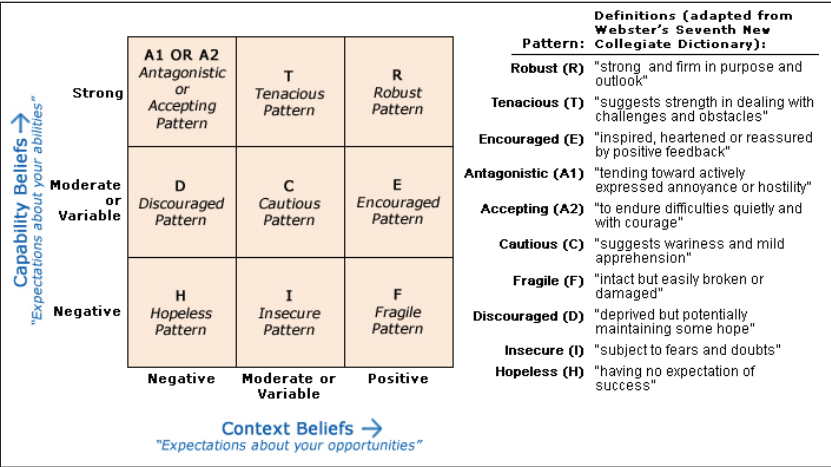 Capability Beliefs →
"Expectations about your abilities"
Strong
Moderate
or
Variable
Negative
A1 OR A2
Antagonistic
or
Accepting
Pattern
T
Tenacious
Pattern
R
Robust
Pattern
D
Discouraged
Pattern
C
Cautious
Pattern
E
Encouraged
Pattern
H
Hopeless
Pattern
I
Insecure
Pattern
F
Fragile
Pattern
Negative
Moderate or
Variable
Positive
Context Beliefs →
"Expectations about your opportunities"
Definitions (adapted from
Webster's Seventh New
Pattern: Collegiate Dictionary):
Robust (R) "strong and firm in purpose and
outlook"
Tenacious (T) "suggests strength in dealing with
challenges and obstacles"
Encouraged (E) "inspired, heartened or reassured
by positive feedback"
Antagonistic (A1) "tending toward actively
expressed annoyance or hostility"
Accepting (A2) "to endure difficulties quietly and
with courage"
Cautious (C) "suggests wariness and mild
apprehension"
Fragile (F) "intact but easily broken or
damaged"
Discouraged (D) "deprived but potentially
maintaining some hope"
Insecure (I) "subject to fears and doubts"
Hopeless (H) "having no expectation of
success"